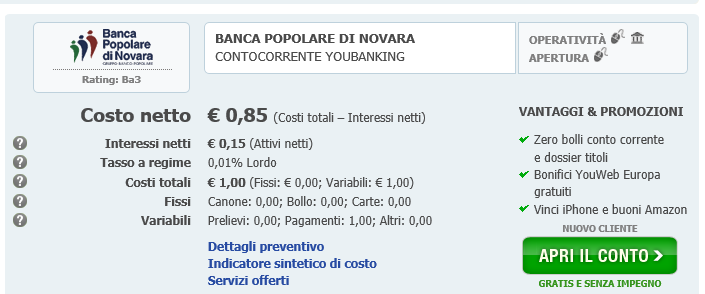 Banca
Popolare
di Novara
GRUPPO BANCO POPOLARE
Rating: Ba3
BANCA POPOLARE DI NOVARA
CONTOCORRENTE YOUBANKING
OPERATIVITÀ
APERTURA
Costo netto € 0,85 (Costi totali – Interessi netti)
? Interessi netti € 0,15 (Attivi netti)
? Tasso a regime 0,01% Lordo
? Costi totali € 1,00 (Fissi: € 0,00; Variabili: € 1,00)
? Fissi Canone: 0,00; Bollo: 0,00; Carte: 0,00
? Variabili Prelievi: 0,00; Pagamenti: 1,00; Altri: 0,00
Dettagli preventivo
Indicatore sintetico di costo
Servizi offerti
VANTAGGI & PROMOZIONI
Zero bolli conto corrente
e dossier titoli
Bonifici YouWeb Europa
gratuiti
Vinci iPhone e buoni Amazon
NUOVO CLIENTE
APRI IL CONTO >
GRATIS E SENZA IMPEGNO